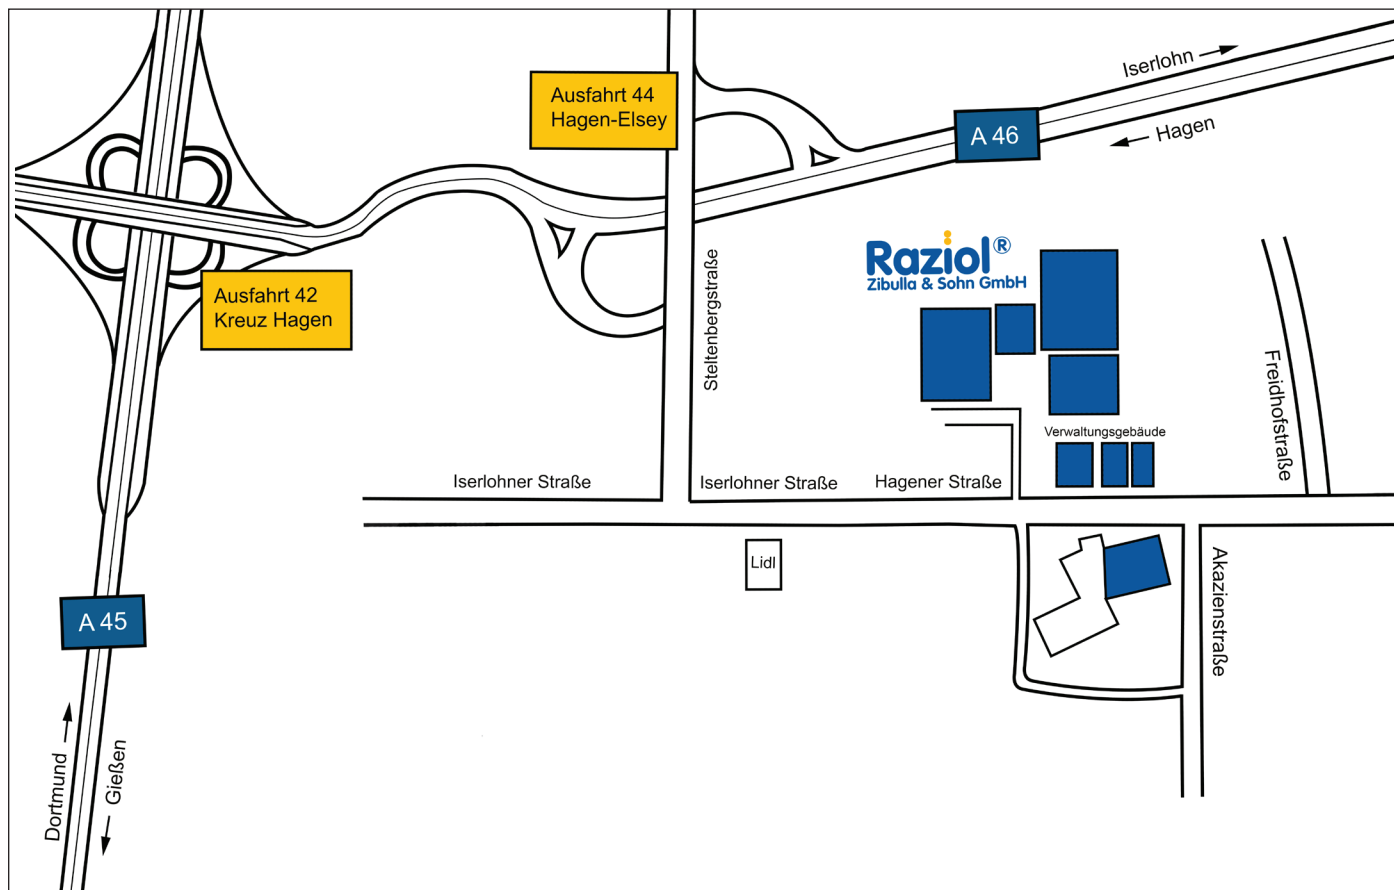 Ausfahrt 44
Hagen-Elsey
Iserlohn
Hagen
A 46
Raziol®
Zibulla & Sohn GmbH
Ausfahrt 42
Kreuz Hagen
Steltenbergstraße
Freidhofstraße
Verwaltungsgebäude
Iserlohner Straße
Iserlohner Straße
Hagener Straße
Lidl
Akazienstraße
A 45
Dortmund
Gießen